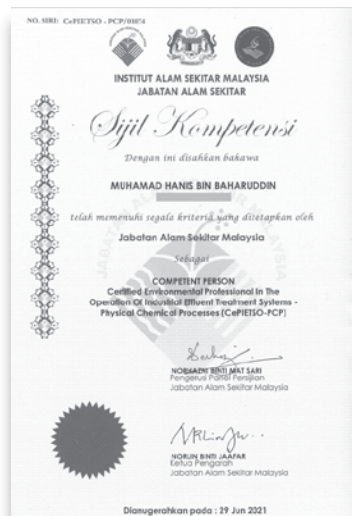 NO. SIRI: CePIETSO - PCP/01074
INSTITUT ALAM SEKITAR MALAYSIA
JABATAN ALAM SEKITAR
Sijil Kompetensi
Dengan ini disahkan bahawa
MUHAMAD HANIS BIN BAHARUDDIN
telah memenuhi segala kriteria yang ditetapkan oleh
Jabatan Alam Sekitar Malaysia
Sebagai
COMPETENT PERSON
Certified Environmental Professional In The
Operation Of Industrial Effluent Treatment Systems -
Physical Chemical Processes (CePIETSO-PCP)
NORHAZNI BINTI MAT SARI
Pengerusi Panel Persijilan
Jabatan Alam Sekitar Malaysia
NORLIN BINTI JAAFAR
Ketua Pengarah
Jabatan Alam Sekitar Malaysia
Dianugerahkan pada : 29 Jun 2021